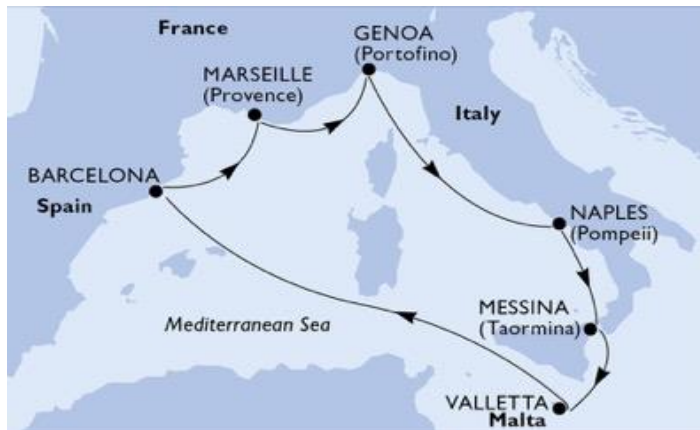 France
GENOA
(Portofino)
MARSEILLE
(Provence)
Italy
BARCELONA
Spain
NAPLES
(Pompeii)
MESSINA
(Taormina)
Mediterranean Sea
VALLETTA
Malta